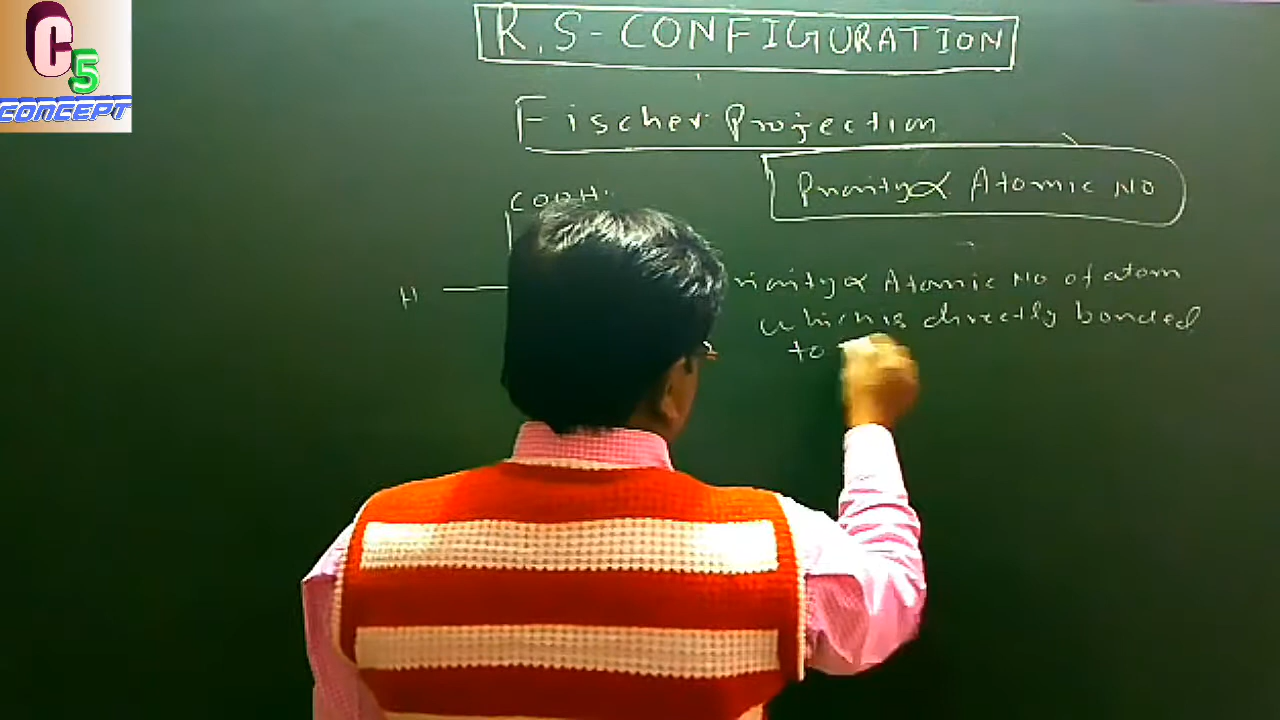 C5
CONCEPT
R,S-CONFIGURATION
Fischer Projection
Priority ∝ Atomic No
COOH
H
riority ∝ Atomic No of atom
which is directly bonded
to